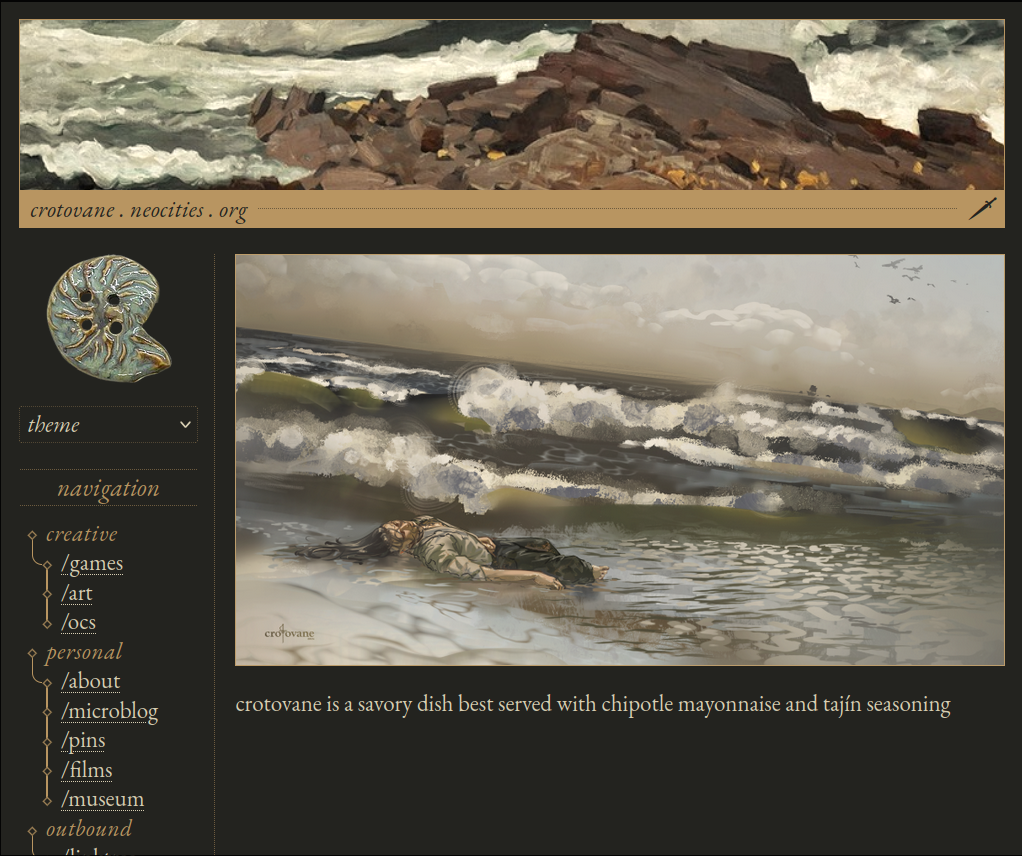 crotovane . neocities . org
theme
navigation
creative
/games
/art
/ocs
personal
/about
/microblog
/pins
/films
/museum
outbound
crotovane
crotovane is a savory dish best served with chipotle mayonnaise and tajín seasoning